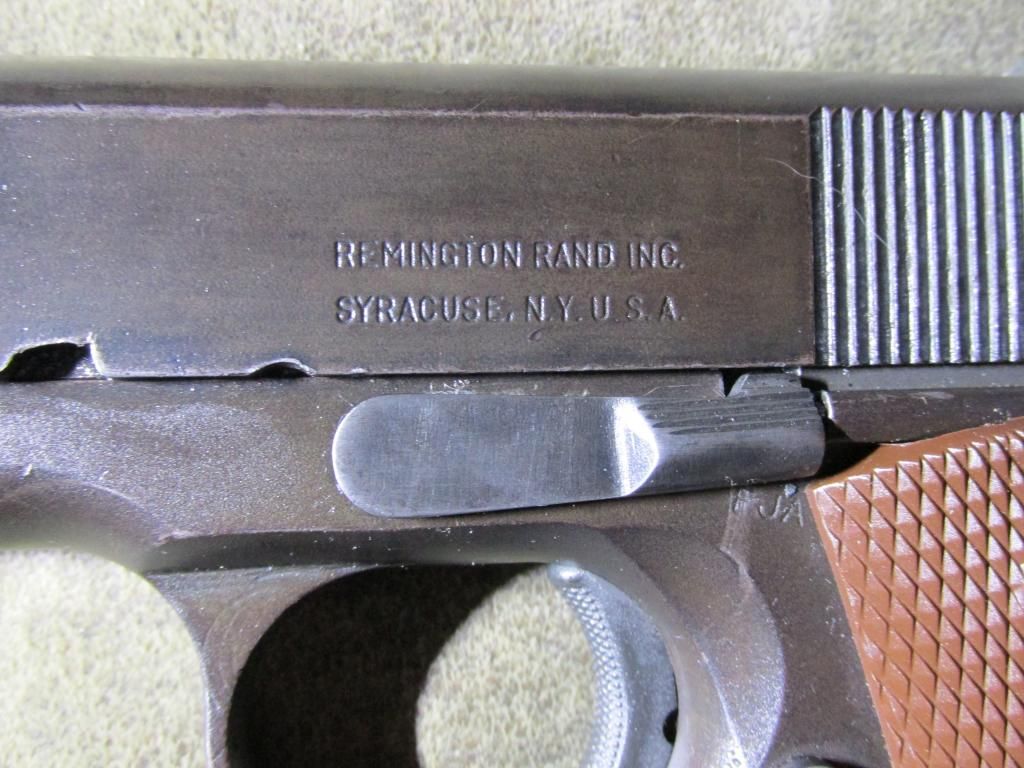 REMINGTON RAND INC.
SYRACUSE, N.Y. U.S.A.
FJA